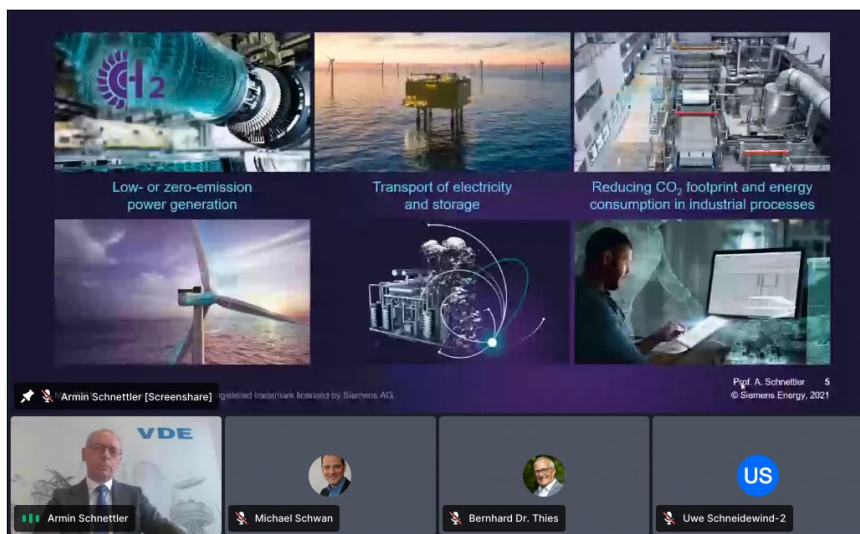 H2
Low- or zero-emission
power generation
Transport of electricity
and storage
Reducing CO2 footprint and energy
consumption in industrial processes
Prof. A. Schnettler 5
Armin Schnettler [Screenshare]
trademark licensed by Siemens AG.
© Siemens Energy, 2021
VDE
US
Armin Schnettler
Michael Schwan
Bernhard Dr. Thies
Uwe Schneidewind-2